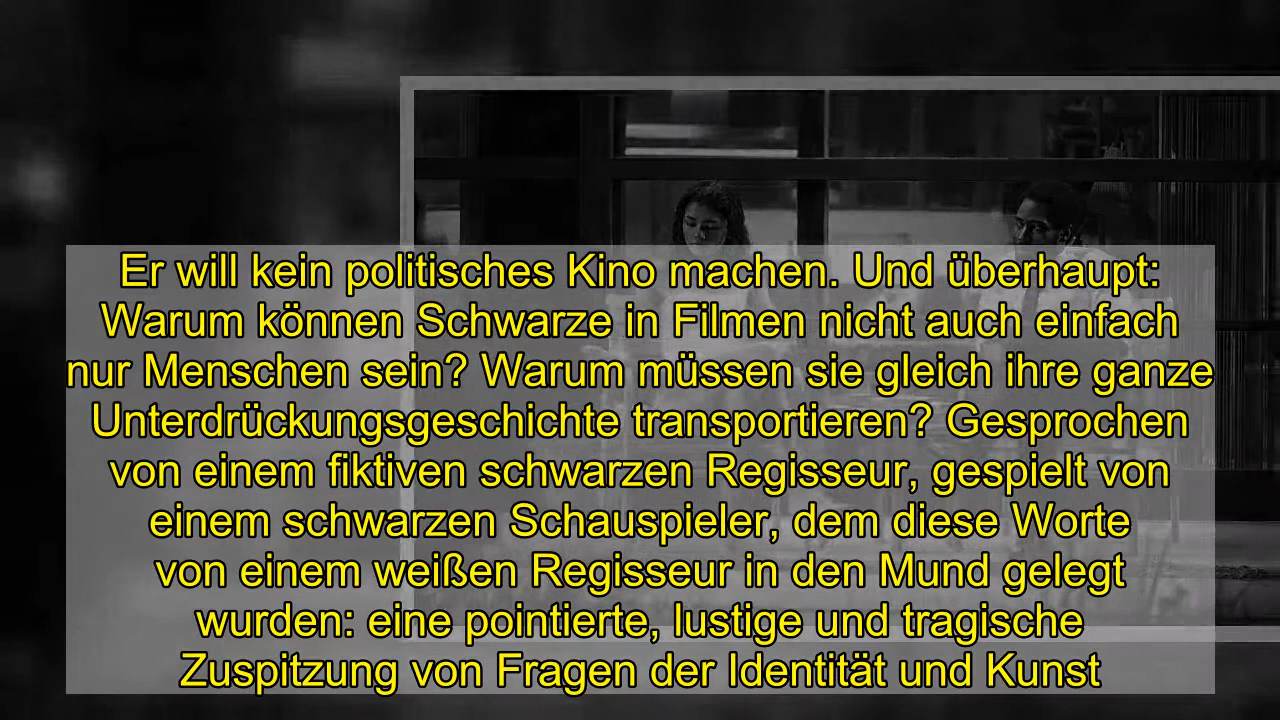 Er will kein politisches Kino machen. Und überhaupt:
Warum können Schwarze in Filmen nicht auch einfach
nur Menschen sein? Warum müssen sie gleich ihre ganze
Unterdrückungsgeschichte transportieren? Gesprochen
von einem fiktiven schwarzen Regisseur, gespielt von
einem schwarzen Schauspieler, dem diese Worte
von einem weißen Regisseur in den Mund gelegt
wurden: eine pointierte, lustige und tragische
Zuspitzung von Fragen der Identität und Kunst